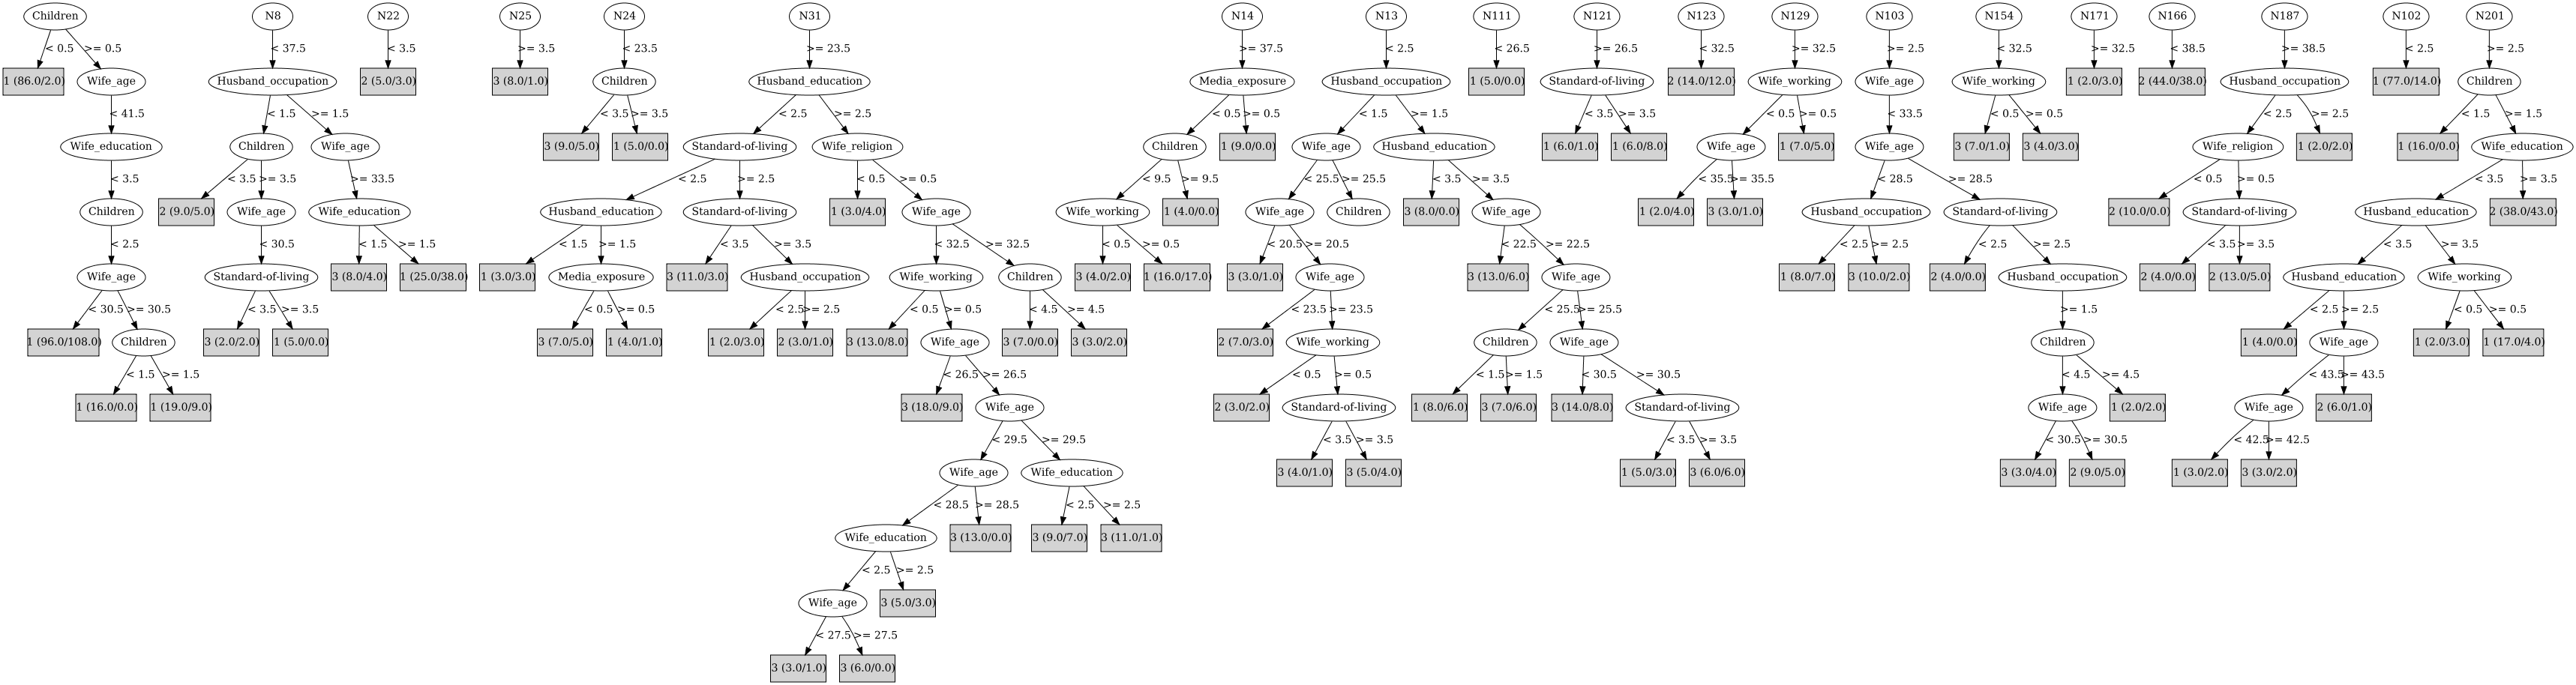 Children N8 N22 N25 N24 N31 N14 N13 N111 N121 N123 N129 N103 N154 N171 N166 N187 N102 N201
< 0.5 >= 0.5 < 37.5 < 3.5 >= 3.5 < 23.5 >= 23.5 >= 37.5 < 2.5 < 26.5 >= 26.5 < 32.5 >= 32.5 >= 2.5 < 32.5 >= 32.5 < 38.5 >= 38.5 < 2.5 >= 2.5
1 (86.0/2.0) Wife_age Husband_occupation 2 (5.0/3.0) 3 (8.0/1.0) Children Husband_education Media_exposure Husband_occupation 1 (5.0/0.0) Standard-of-living 2 (14.0/12.0) Wife_working Wife_age Wife_working 1 (2.0/3.0) 2 (44.0/38.0) Husband_occupation 1 (77.0/14.0) Children
< 41.5 < 1.5 >= 1.5 < 3.5 >= 3.5 < 2.5 >= 2.5 < 0.5 >= 0.5 < 1.5 >= 1.5 < 3.5 >= 3.5 < 0.5 >= 0.5 < 33.5 < 0.5 >= 0.5 < 2.5 >= 2.5 < 1.5 >= 1.5
Wife_education Children Wife_age 3 (9.0/5.0) 1 (5.0/0.0) Standard-of-living Wife_religion Children 1 (9.0/0.0) Wife_age Husband_education 1 (6.0/1.0) 1 (6.0/8.0) Wife_age 1 (7.0/5.0) Wife_age 3 (7.0/1.0) 3 (4.0/3.0) Wife_religion 1 (2.0/2.0) 1 (16.0/0.0) Wife_education
< 3.5 < 3.5 >= 3.5 >= 33.5 < 2.5 >= 2.5 < 0.5 >= 0.5 < 9.5 >= 9.5 < 25.5 >= 25.5 < 3.5 >= 3.5 < 35.5 >= 35.5 < 28.5 >= 28.5 < 0.5 >= 0.5 < 3.5 >= 3.5
Children 2 (9.0/5.0) Wife_age Wife_education Husband_education Standard-of-living 1 (3.0/4.0) Wife_age Wife_working 1 (4.0/0.0) Wife_age Children 3 (8.0/0.0) Wife_age 1 (2.0/4.0) 3 (3.0/1.0) Husband_occupation Standard-of-living 2 (10.0/0.0) Standard-of-living Husband_education 2 (38.0/43.0)
< 2.5 < 30.5 < 1.5 >= 1.5 < 1.5 >= 1.5 < 3.5 >= 3.5 < 32.5 >= 32.5 < 0.5 >= 0.5 < 20.5 >= 20.5 < 22.5 >= 22.5 < 2.5 >= 2.5 < 2.5 >= 2.5 < 3.5 >= 3.5 < 3.5 >= 3.5
Wife_age Standard-of-living 3 (8.0/4.0) 1 (25.0/38.0) 1 (3.0/3.0) Media_exposure 3 (11.0/3.0) Husband_occupation Wife_working Children 3 (4.0/2.0) 1 (16.0/17.0) 3 (3.0/1.0) Wife_age 3 (13.0/6.0) Wife_age 1 (8.0/7.0) 3 (10.0/2.0) 2 (4.0/0.0) Husband_occupation 2 (4.0/0.0) 2 (13.0/5.0) Husband_education Wife_working
< 30.5 >= 30.5 < 3.5 >= 3.5 < 0.5 >= 0.5 < 2.5 >= 2.5 < 0.5 >= 0.5 < 4.5 >= 4.5 < 23.5 >= 23.5 < 25.5 >= 25.5 >= 1.5 < 2.5 >= 2.5 < 0.5 >= 0.5
1 (96.0/108.0) Children 3 (2.0/2.0) 1 (5.0/0.0) 3 (7.0/5.0) 1 (4.0/1.0) 1 (2.0/3.0) 2 (3.0/1.0) 3 (13.0/8.0) Wife_age 3 (7.0/0.0) 3 (3.0/2.0) 2 (7.0/3.0) Wife_working Children Wife_age Children 1 (4.0/0.0) Wife_age 1 (2.0/3.0) 1 (17.0/4.0)
< 1.5 >= 1.5 < 26.5 >= 26.5 < 0.5 >= 0.5 < 1.5 >= 1.5 < 30.5 >= 30.5 < 4.5 >= 4.5 < 43.5 >= 43.5
1 (16.0/0.0) 1 (19.0/9.0) 3 (18.0/9.0) Wife_age 2 (3.0/2.0) Standard-of-living 1 (8.0/6.0) 3 (7.0/6.0) 3 (14.0/8.0) Standard-of-living Wife_age 1 (2.0/2.0) Wife_age 2 (6.0/1.0)
< 29.5 >= 29.5 < 3.5 >= 3.5 < 3.5 >= 3.5 < 30.5 >= 30.5 < 42.5 >= 42.5
Wife_age Wife_education 3 (4.0/1.0) 3 (5.0/4.0) 1 (5.0/3.0) 3 (6.0/6.0) 3 (3.0/4.0) 2 (9.0/5.0) 1 (3.0/2.0) 3 (3.0/2.0)
< 28.5 >= 28.5 < 2.5 >= 2.5
Wife_education 3 (13.0/0.0) 3 (9.0/7.0) 3 (11.0/1.0)
< 2.5 >= 2.5
Wife_age 3 (5.0/3.0)
< 27.5 >= 27.5
3 (3.0/1.0) 3 (6.0/0.0)